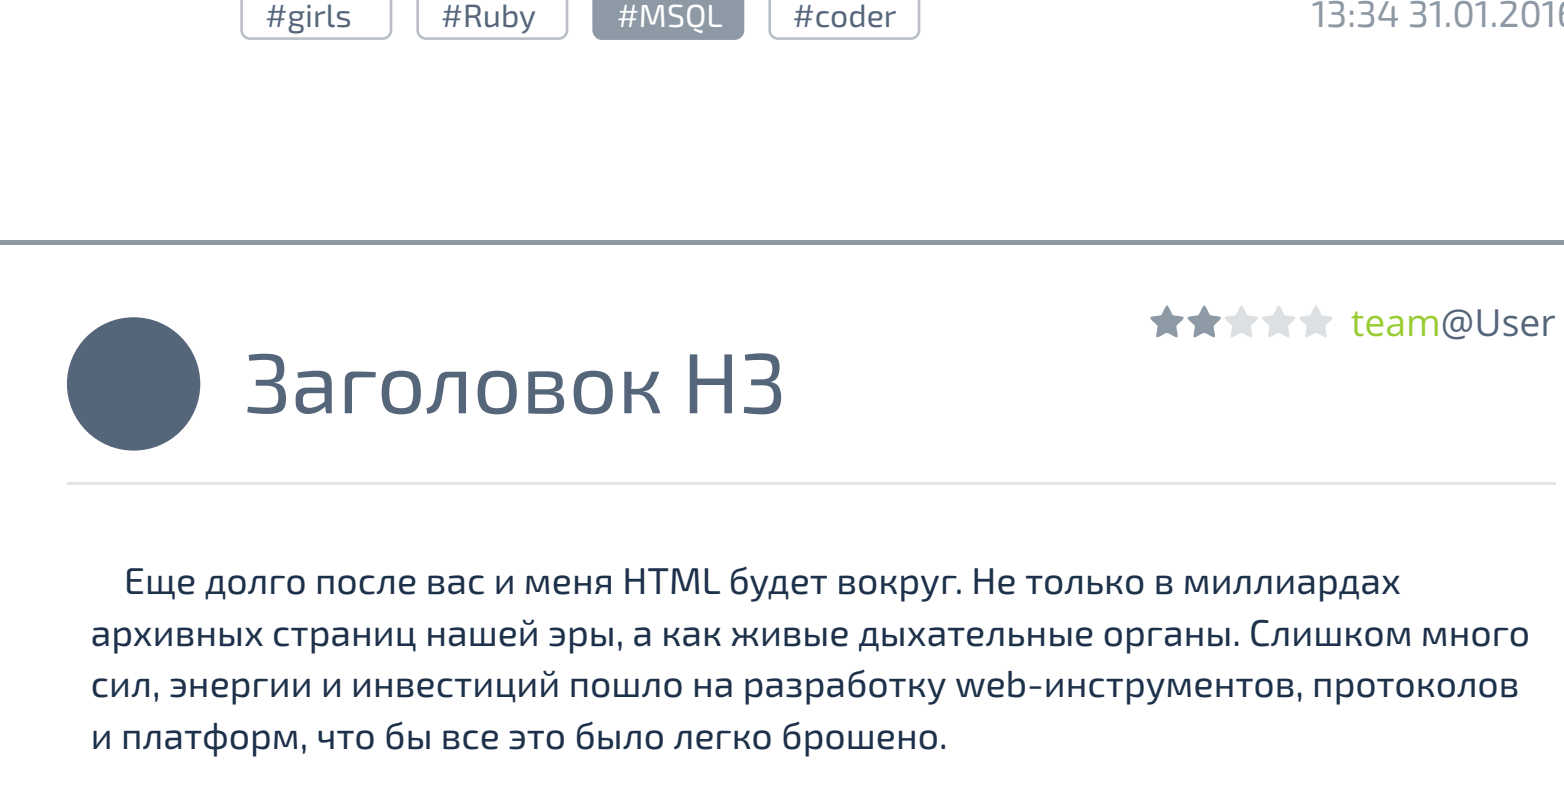 #girls #Ruby #MSQL #coder 13:34 31.01.2016
team@User
Заголовок H3
Еще долго после вас и меня HTML будет вокруг. Не только в миллиардах
архивных страниц нашей эры, а как живые дыхательные органы. Слишком много
сил, энергии и инвестиций пошло на разработку web-инструментов, протоколов
и платформ, что бы все это было легко брошено.